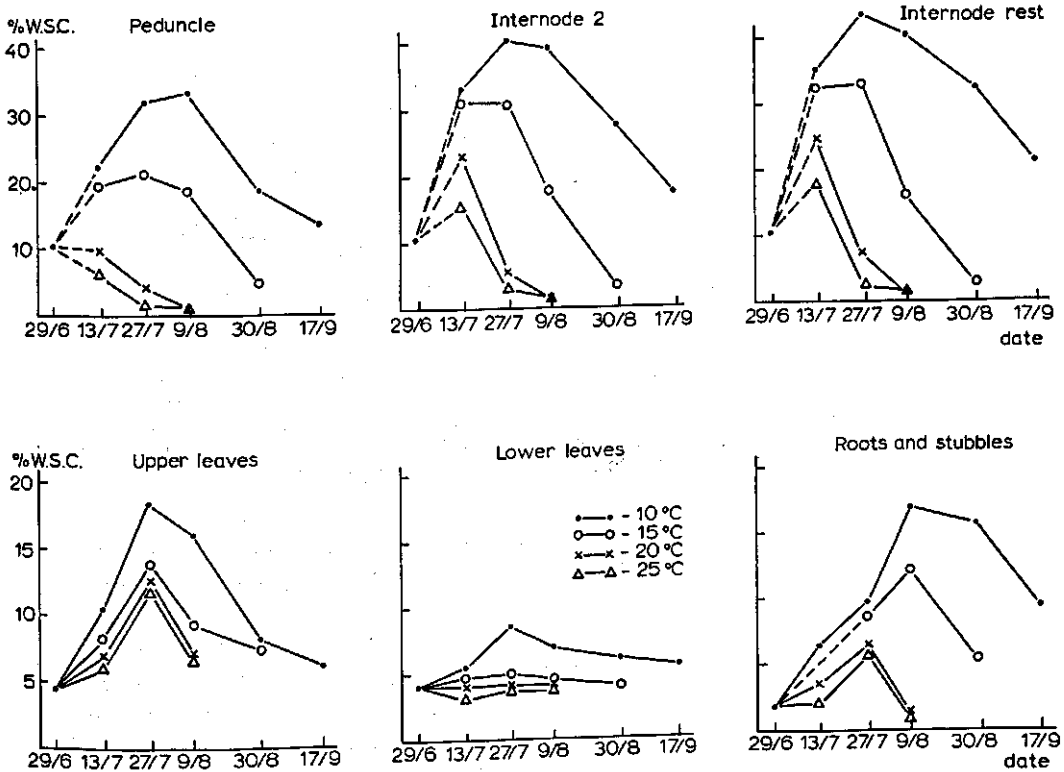 %W.S.C. Peduncle Internode 2 Internode rest
40
30
20
10
29/6 13/7 27/7 9/8 30/8 17/9
29/6 13/7 27/7 9/8 30/8 17/9
29/6 13/7 27/7 9/8 30/8 17/9
date
%W.S.C. Upper leaves Lower leaves Roots and stubbles
20
15
10
5
- 10 °C
- 15 °C
- 20 °C
- 25 °C
29/6 13/7 27/7 9/8 30/8 17/9
29/6 13/7 27/7 9/8 30/8 17/9
29/6 13/7 27/7 9/8 30/8 17/9
date